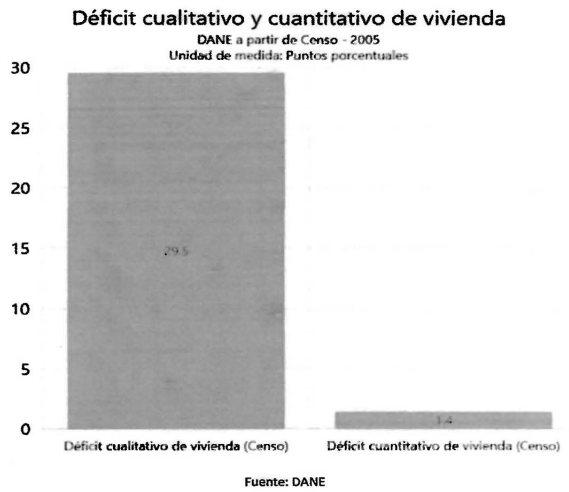 Déficit cualitativo y cuantitativo de vivienda
DANE a partir de Censo - 2005
Unidad de medida: Puntos porcentuales
30
25
20
15
10
5
0
29.5
1.4
Déficit cualitativo de vivienda (Censo)
Déficit cuantitativo de vivienda (Censo)
Fuente: DANE